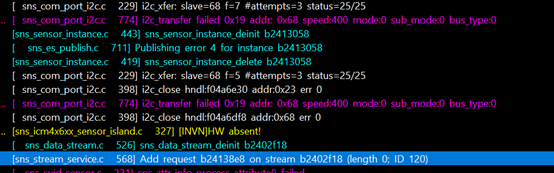 [ sns_com_port_i2c.c 229] i2c_xfer: slave=68 f=7 #attempts=3 status=25/25
.. [ sns_com_port_i2c.c 774] i2c_transfer failed 0x19 addr: 0x68 speed:400 mode:0 sub_mode:0 bus_type:0
[sns_sensor_instance.c 443] sns_sensor_instance_deinit b2413058
[ sns_es_publish.c 711] Publishing error 4 for instance b2413058
[sns_sensor_instance.c 419] sns_sensor_instance_delete b2413058
[ sns_com_port_i2c.c 229] i2c_xfer: slave=68 f=5 #attempts=3 status=25/25
[ sns_com_port_i2c.c 398] i2c_close hndl:f04a6e30 addr:0x23 err 0
.. [ sns_com_port_i2c.c 774] i2c_transfer failed 0x19 addr: 0x68 speed:400 mode:0 sub_mode:0 bus_type:0
[ sns_com_port_i2c.c 398] i2c_close hndl:f04a6df8 addr:0x68 err 0
.. [sns_icm4x6xx_sensor_island.c 327] [INVN]HW absent!
[ sns_data_stream.c 526] sns_data_stream_deinit b2402f18
[sns_stream_service.c 568] Add request b24138e8 on stream b2402f18 (length 0; ID 120)